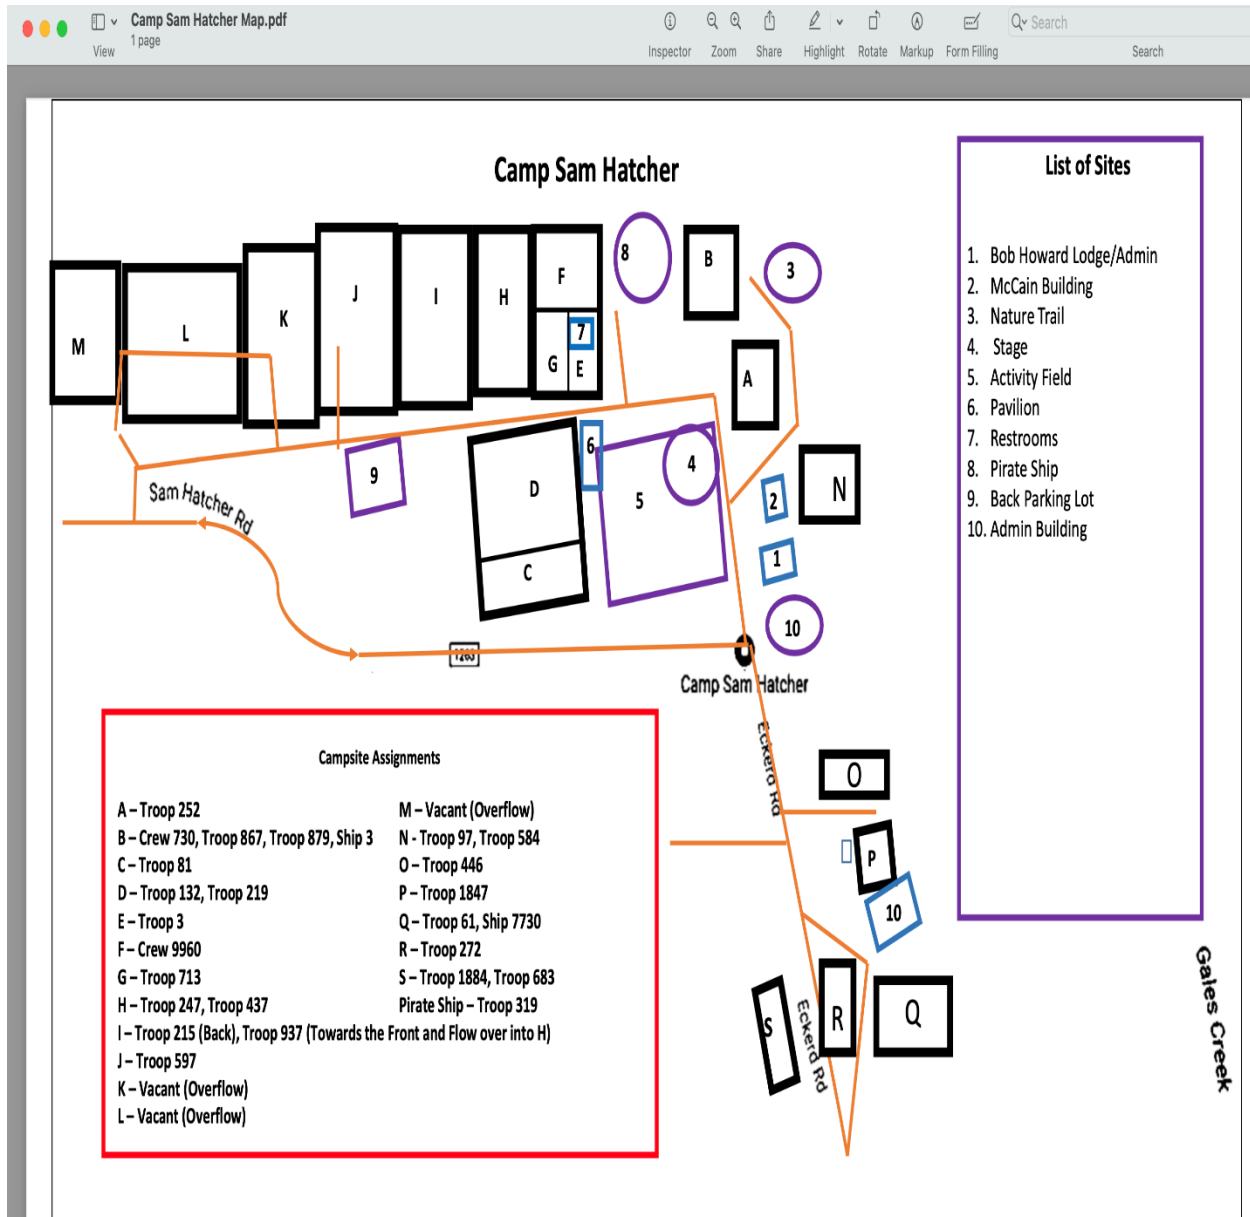 Camp Sam Hatcher Map.pdf
1 page
View
Inspector
Zoom
Share
Highlight
Rotate
Markup
Form Filling
Search
Search
Camp Sam Hatcher
List of Sites
1. Bob Howard Lodge/Admin
2. McCain Building
3. Nature Trail
4. Stage
5. Activity Field
6. Pavilion
7. Restrooms
8. Pirate Ship
9. Back Parking Lot
10. Admin Building
M
L
K
J
I
H
F
G
E
7
8
B
3
A
N
9
D
C
6
5
4
2
1
10
Sam Hatcher Rd
1263
Camp Sam Hatcher
Eckerd Rd
O
P
10
Q
R
S
Eckerd Rd
Gales Creek
Campsite Assignments
A – Troop 252
B – Crew 730, Troop 867, Troop 879, Ship 3
C – Troop 81
D – Troop 132, Troop 219
E – Troop 3
F – Crew 9960
G – Troop 713
H – Troop 247, Troop 437
I – Troop 215 (Back), Troop 937 (Towards the Front and Flow over into H)
J – Troop 597
K – Vacant (Overflow)
L – Vacant (Overflow)
M – Vacant (Overflow)
N - Troop 97, Troop 584
O – Troop 446
P – Troop 1847
Q – Troop 61, Ship 7730
R – Troop 272
S – Troop 1884, Troop 683
Pirate Ship – Troop 319